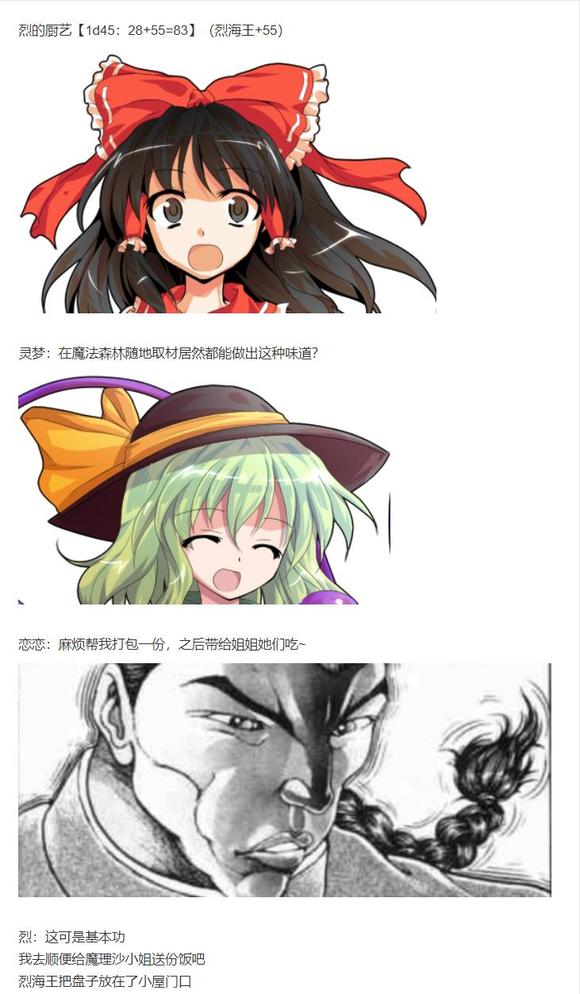 烈的厨艺【1d45：28+55=83】（烈海王+55）
灵梦：在魔法森林随地取材居然都能做出这种味道？
恋恋：麻烦帮我打包一份，之后带给姐姐她们吃~
烈：这可是基本功
我去顺便给魔理沙小姐送份饭吧
烈海王把盘子放在了小屋门口